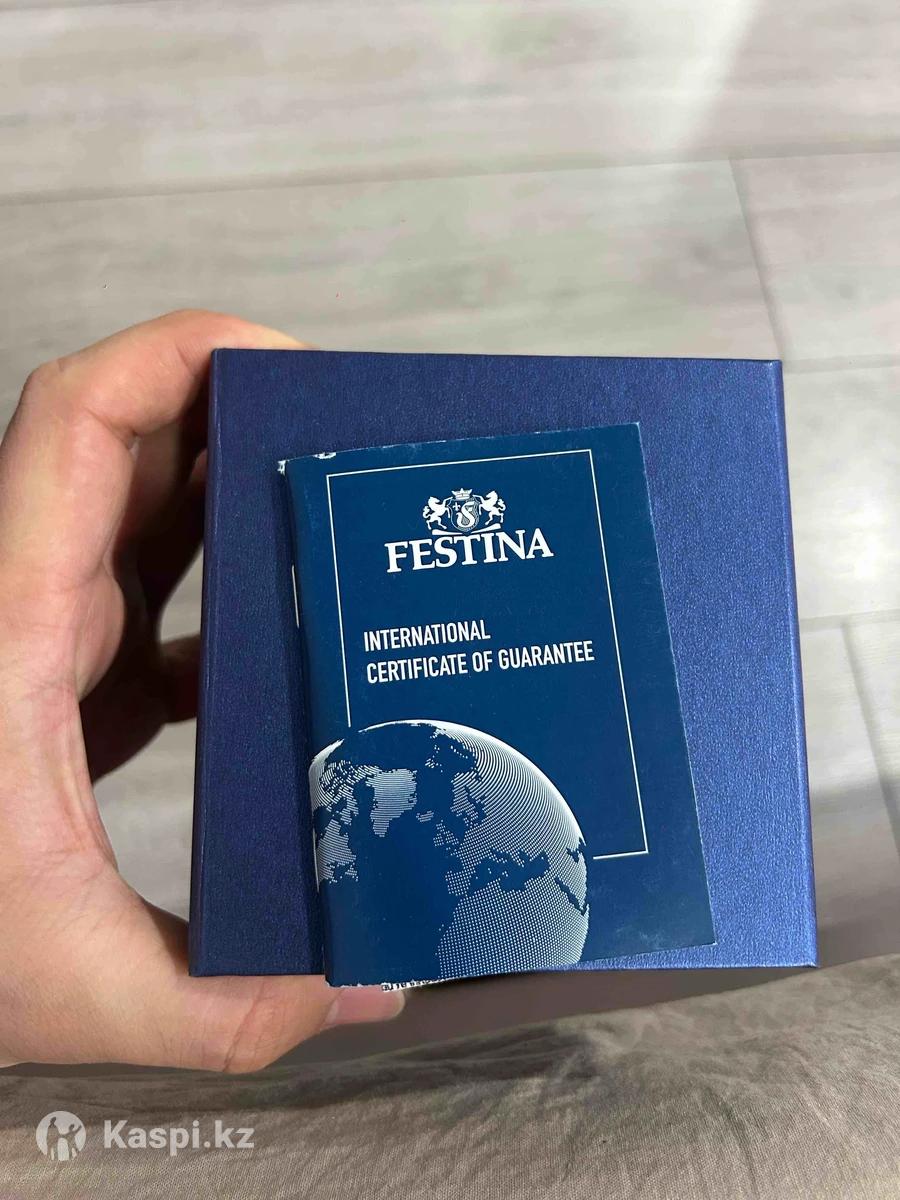 FESTINA
INTERNATIONAL
CERTIFICATE OF GUARANTEE
Kaspi.kz